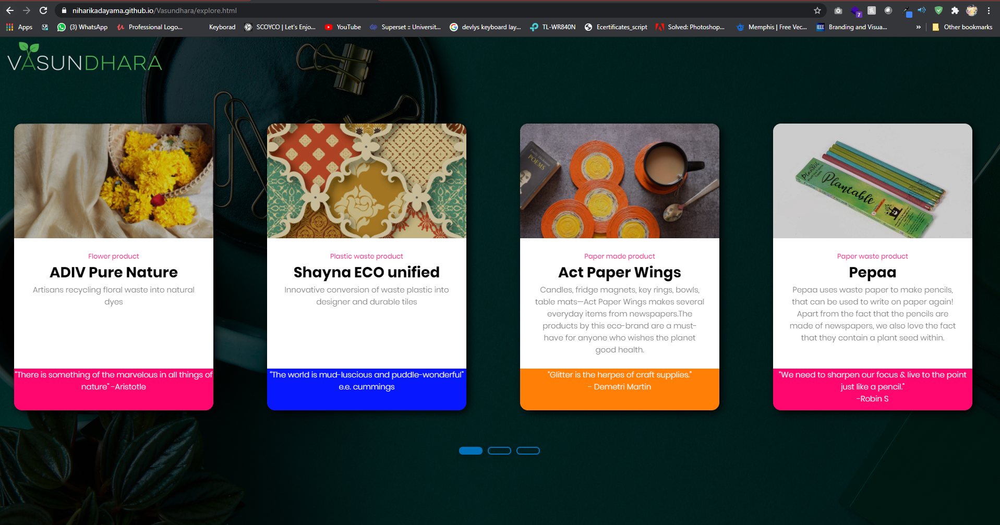 niharikadayama.github.io/Vasundhara/explore.html
7
Apps
(3) WhatsApp
Professional Logo...
Keyborad
SCOYCO | Let's Enjo...
YouTube
Superset :: Universit...
devlys keyboard lay...
TL-WR840N
Ecertificates_script
Solved: Photoshop...
Memphis | Free Vec...
IEEE
Branding and Visua...
»
Other bookmarks
VASUNDHARA
POEMS
Plantable
Flower product
ADIV Pure Nature
Artisans recycling floral waste into natural
dyes
"There is something of the marvelous in all things of
nature" -Aristotle
Plastic waste product
Shayna ECO unified
Innovative conversion of waste plastic into
designer and durable tiles
"The world is mud-luscious and puddle-wonderful"
e.e. cummings
Paper made product
Act Paper Wings
Candles, fridge magnets, key rings, bowls,
table mats—Act Paper Wings makes several
everyday items from newspapers.The
products by this eco-brand are a must-
have for anyone who wishes the planet
good health.
"Glitter is the herpes of craft supplies."
- Demetri Martin
Paper waste product
Pepaa
Pepaa uses waste paper to make pencils,
that can be used to write on paper again!
Apart from the fact that the pencils are
made of newspapers, we also love the fact
that they contain a plant seed within.
"We need to sharpen our focus & live to the point
just like a pencil."
-Robin S